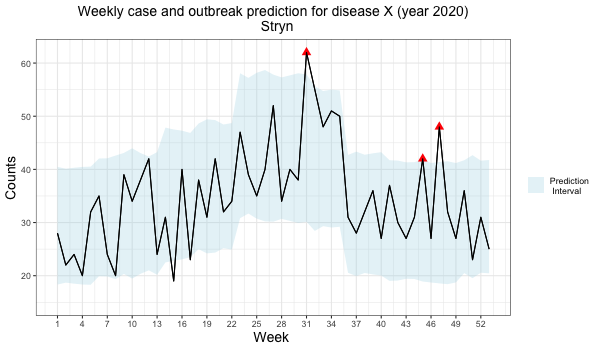 Weekly case and outbreak prediction for disease X (year 2020)
Stryn
Counts
60
50
40
30
20
1 4 7 10 13 16 19 22 25 28 31 34 37 40 43 46 49 52
Week
Prediction
Interval